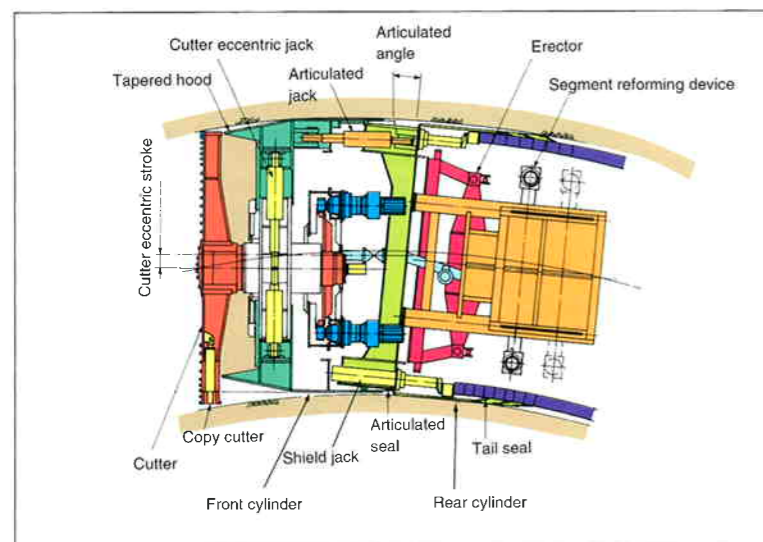 Articulated
angle
Cutter eccentric jack
Erector
Articulated
jack
Tapered hood
Segment reforming device
Cutter eccentric stroke
Copy cutter
Articulated
seal
Cutter
Shield jack
Tail seal
Front cylinder
Rear cylinder